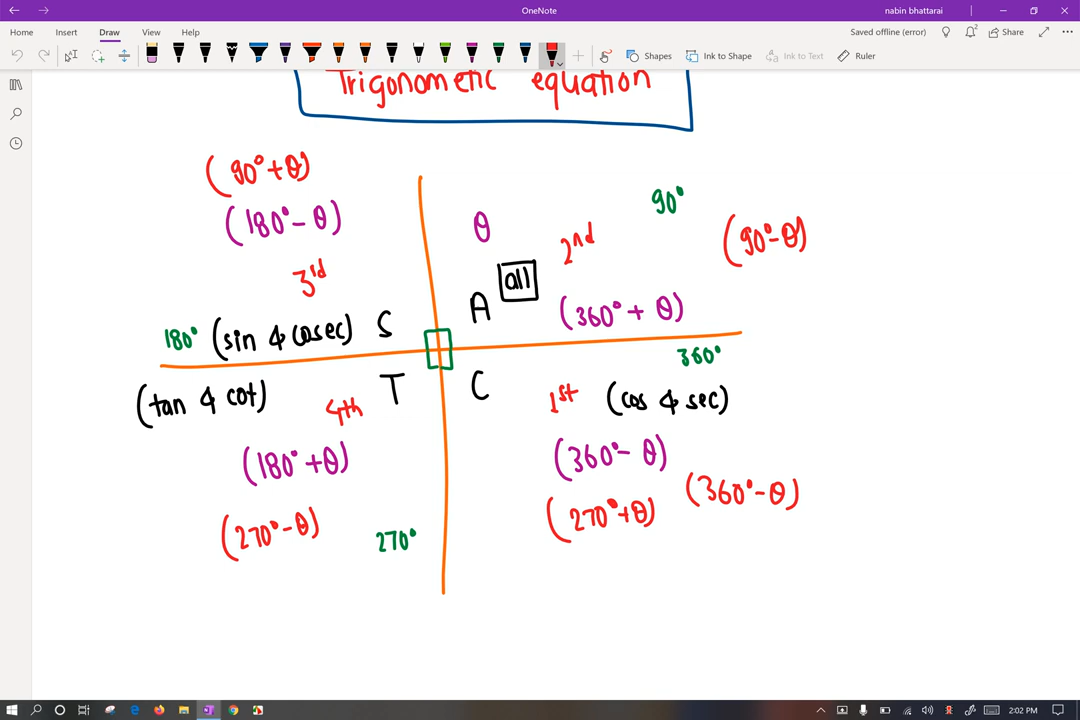 OneNote
nabin bhattarai
Home Insert Draw View Help
Saved offline (error) Share
Shapes Ink to Shape Ink to Text Ruler
Trigonometric equation
(90° + θ)
(180° - θ)
θ
90°
2nd
(90° - θ)
3rd
all
A
(360° + θ)
180° (sin & cosec) S
360°
(tan & cot) T
C
4th
1st (cos & sec)
(180° + θ)
(360° - θ)
(270° - θ)
270°
(270° + θ)
(360° - θ)
2:02 PM